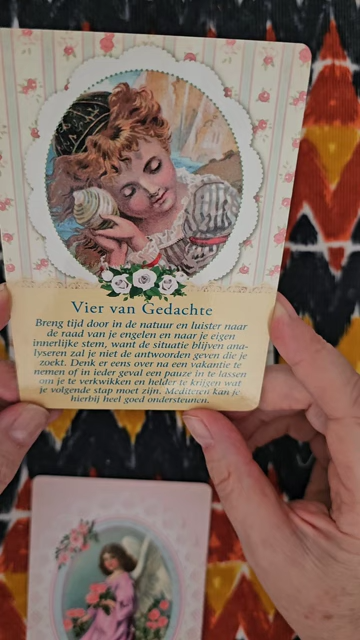 Vier van Gedachte
Breng tijd door in de natuur en luister naar
de raad van je engelen en naar je eigen
innerlijke stem, want de situatie blijven ana-
lyseren zal je niet de antwoorden geven die je
zoekt. Denk er eens over na een vakantie te
nemen of in ieder geval een pauze in te lassen
om je te verkwikken en helder te krijgen wat
je volgende stap moet zijn. Mediteren kan je
hierbij heel goed ondersteunen.